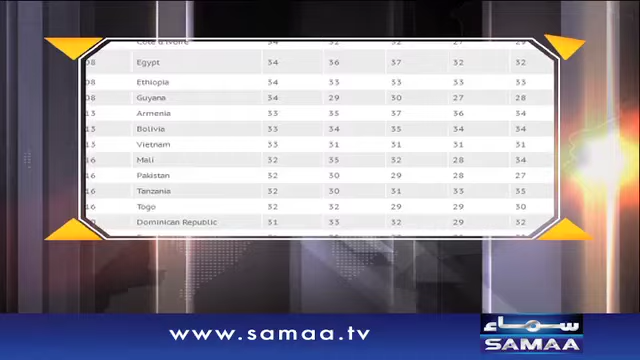 Cote d'Ivoire 34 32 32 27 29
08 Egypt 34 36 37 32 32
08 Ethiopia 34 33 33 33 33
08 Guyana 34 29 30 27 28
13 Armenia 33 35 37 36 34
13 Bolivia 33 34 35 34 34
13 Vietnam 33 31 31 31 31
16 Mali 32 35 32 28 34
16 Pakistan 32 30 29 28 27
16 Tanzania 32 30 31 33 35
16 Togo 32 32 29 29 30
Dominican Republic 31 33 32 29 32
www.samaa.tv
سماء
SAMAA